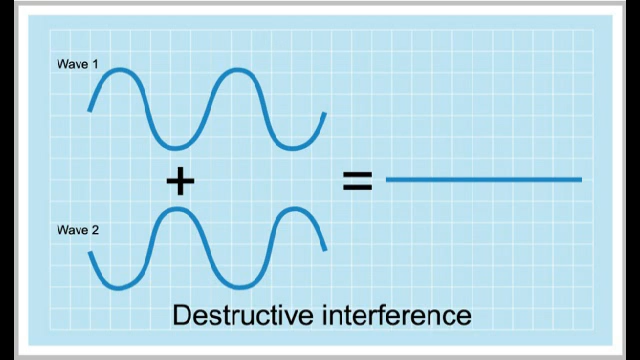 Wave 1
+
=
Wave 2
Destructive interference